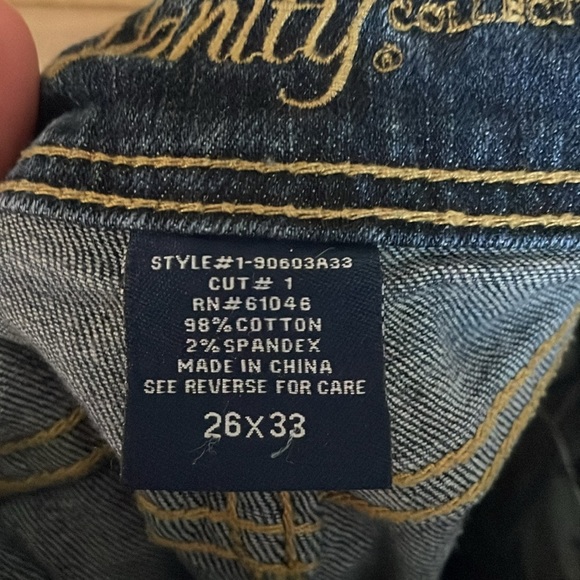 COLLECT
STYLE#1-90603A33
CUT# 1
RN#61046
98%COTTON
2%SPANDEX
MADE IN CHINA
SEE REVERSE FOR CARE
26X33